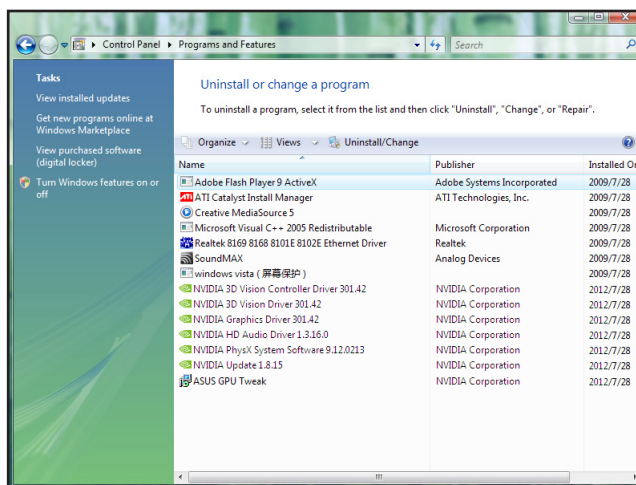 Control Panel ▸ Programs and Features
Search
Tasks
View installed updates
Get new programs online at
Windows Marketplace
View purchased software
(digital locker)
Turn Windows features on or
off
Uninstall or change a program
To uninstall a program, select it from the list and then click "Uninstall", "Change", or "Repair".
Organize Views Uninstall/Change
Name Publisher Installed On
Adobe Flash Player 9 ActiveX Adobe Systems Incorporated 2009/7/28
ATI Catalyst Install Manager ATI Technologies, Inc. 2009/7/28
Creative MediaSource 5 2009/7/28
Microsoft Visual C++ 2005 Redistributable Microsoft Corporation 2009/7/28
Realtek 8169 8168 8101E 8102E Ethernet Driver Realtek 2009/7/28
SoundMAX Analog Devices 2009/7/28
windows vista ( 屏幕保护 ) 2009/7/28
NVIDIA 3D Vision Controller Driver 301.42 NVIDIA Corporation 2012/7/28
NVIDIA 3D Vision Driver 301.42 NVIDIA Corporation 2012/7/28
NVIDIA Graphics Driver 301.42 NVIDIA Corporation 2012/7/28
NVIDIA HD Audio Driver 1.3.16.0 NVIDIA Corporation 2012/7/28
NVIDIA PhysX System Software 9.12.0213 NVIDIA Corporation 2012/7/28
NVIDIA Update 1.8.15 NVIDIA Corporation 2012/7/28
ASUS GPU Tweak NVIDIA Corporation 2012/7/28